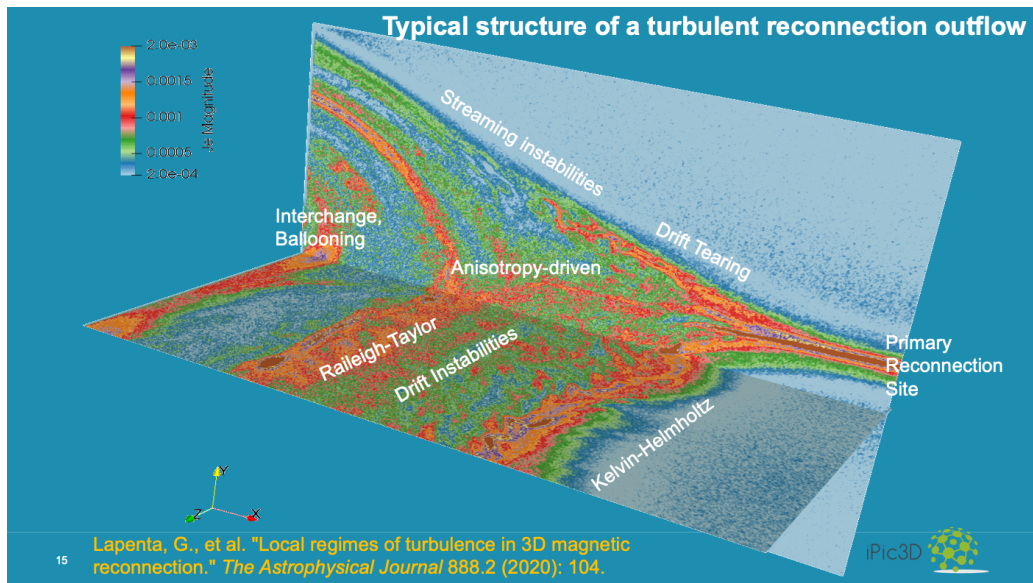 Typical structure of a turbulent reconnection outflow
2.0e-03
0.0015
0.001
0.0005
2.0e-04
Je Magnitude
Streaming instabilities
Interchange,
Ballooning
Drift Tearing
Anisotropy-driven
Primary
Reconnection
Site
Raileigh-Taylor
Drift Instabilities
Kelvin-Helmholtz
Y
Z
X
15
Lapenta, G., et al. "Local regimes of turbulence in 3D magnetic
reconnection." The Astrophysical Journal 888.2 (2020): 104.
iPic3D